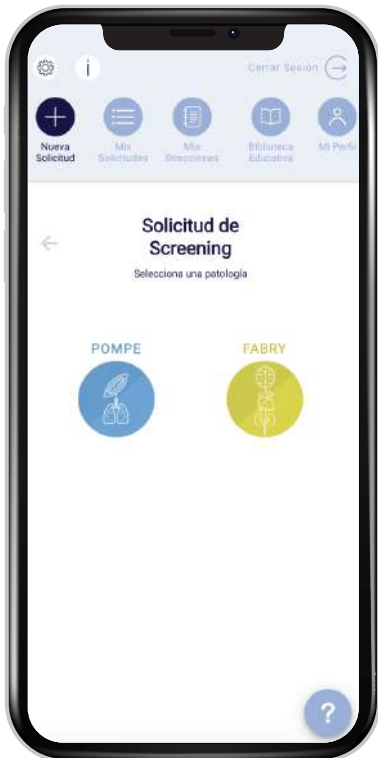 i
Cerrar Sesión
Nueva
Solicitud
Mis
Solicitudes
Mis
Direcciones
Biblioteca
Educativa
Mi Perfil
Solicitud de
Screening
Selecciona una patología
POMPE
FABRY
?